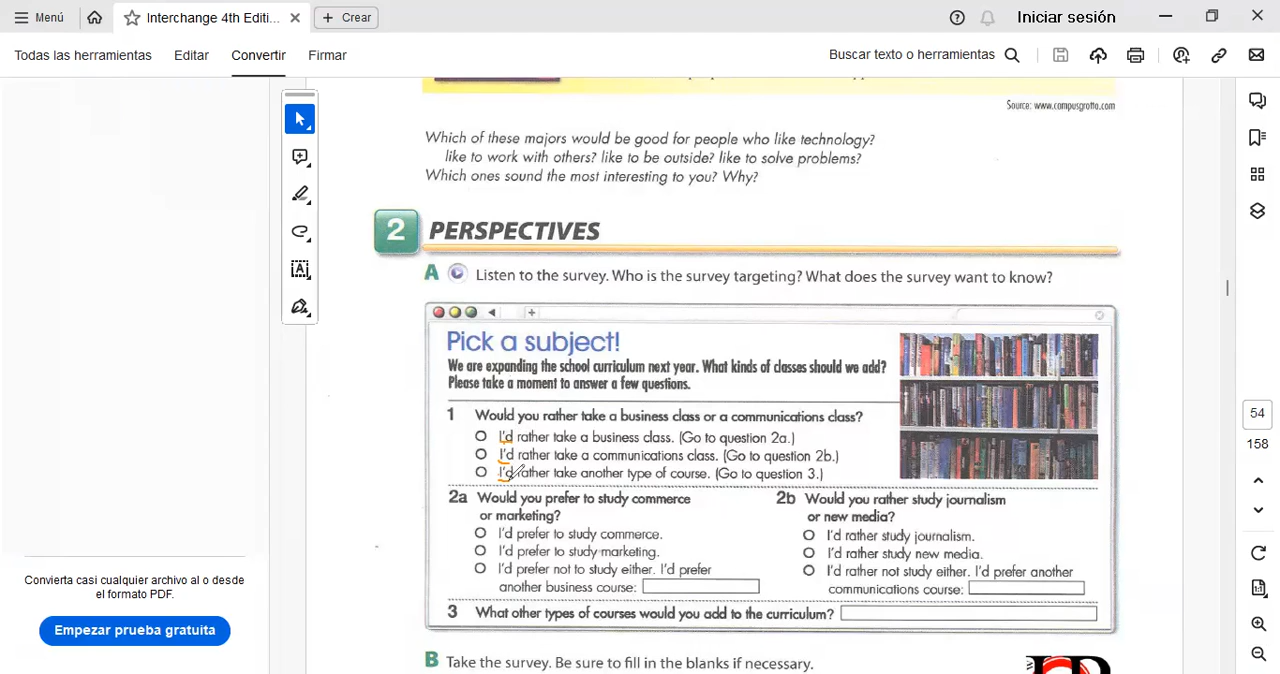 Menú
Interchange 4th Editi...
Crear
Iniciar sesión
Todas las herramientas
Editar
Convertir
Firmar
Buscar texto o herramientas
Source: www.campusgrotto.com
Which of these majors would be good for people who like technology?
like to work with others? like to be outside? like to solve problems?
Which ones sound the most interesting to you? Why?
2 PERSPECTIVES
A Listen to the survey. Who is the survey targeting? What does the survey want to know?
Pick a subject!
We are expanding the school curriculum next year. What kinds of classes should we add?
Please take a moment to answer a few questions.
1 Would you rather take a business class or a communications class?
I'd rather take a business class. (Go to question 2a.)
I'd rather take a communications class. (Go to question 2b.)
I'd rather take another type of course. (Go to question 3.)
2a Would you prefer to study commerce
or marketing?
I'd prefer to study commerce.
I'd prefer to study marketing.
I'd prefer not to study either. I'd prefer
another business course:
2b Would you rather study journalism
or new media?
I'd rather study journalism.
I'd rather study new media.
I'd rather not study either. I'd prefer another
communications course:
3 What other types of courses would you add to the curriculum?
B Take the survey. Be sure to fill in the blanks if necessary.
54
158
Convierta casi cualquier archivo al o desde
el formato PDF.
Empezar prueba gratuita